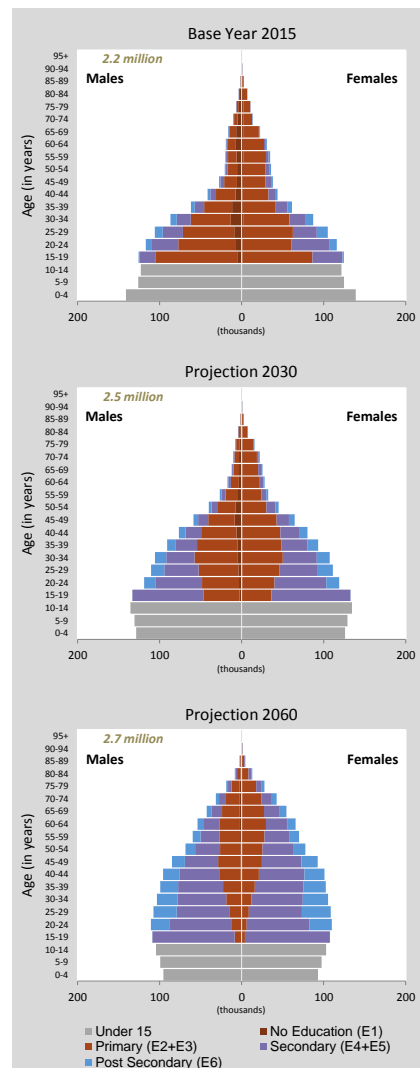 Base Year 2015
2.2 million
Males
Females
Age (in years)
95+
90-94
85-89
80-84
75-79
70-74
65-69
60-64
55-59
50-54
45-49
40-44
35-39
30-34
25-29
20-24
15-19
10-14
5-9
0-4
200 100 0 100 200
(thousands)
Projection 2030
2.5 million
Males
Females
Age (in years)
95+
90-94
85-89
80-84
75-79
70-74
65-69
60-64
55-59
50-54
45-49
40-44
35-39
30-34
25-29
20-24
15-19
10-14
5-9
0-4
200 100 0 100 200
(thousands)
Projection 2060
2.7 million
Males
Females
Age (in years)
95+
90-94
85-89
80-84
75-79
70-74
65-69
60-64
55-59
50-54
45-49
40-44
35-39
30-34
25-29
20-24
15-19
10-14
5-9
0-4
200 100 0 100 200
(thousands)
Under 15 No Education (E1)
Primary (E2+E3) Secondary (E4+E5)
Post Secondary (E6)